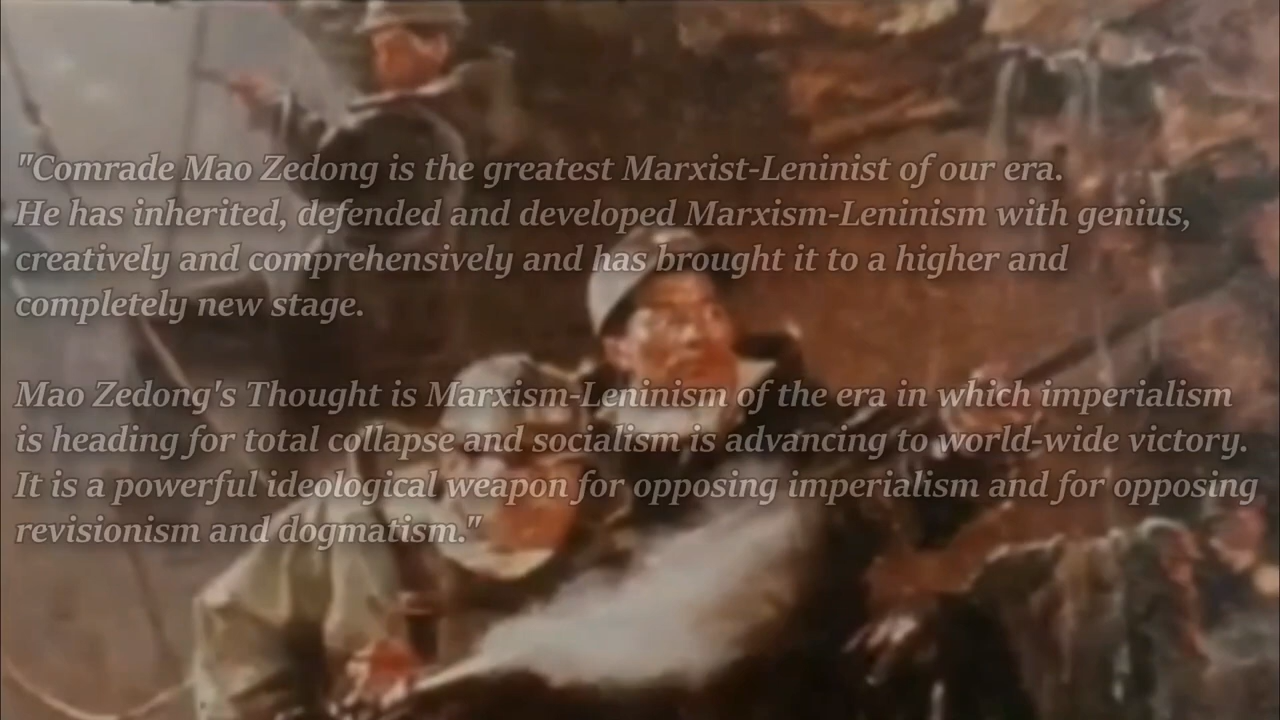 "Comrade Mao Zedong is the greatest Marxist-Leninist of our era.
He has inherited, defended and developed Marxism-Leninism with genius,
creatively and comprehensively and has brought it to a higher and
completely new stage.
Mao Zedong's Thought is Marxism-Leninism of the era in which imperialism
is heading for total collapse and socialism is advancing to world-wide victory.
It is a powerful ideological weapon for opposing imperialism and for opposing
revisionism and dogmatism."